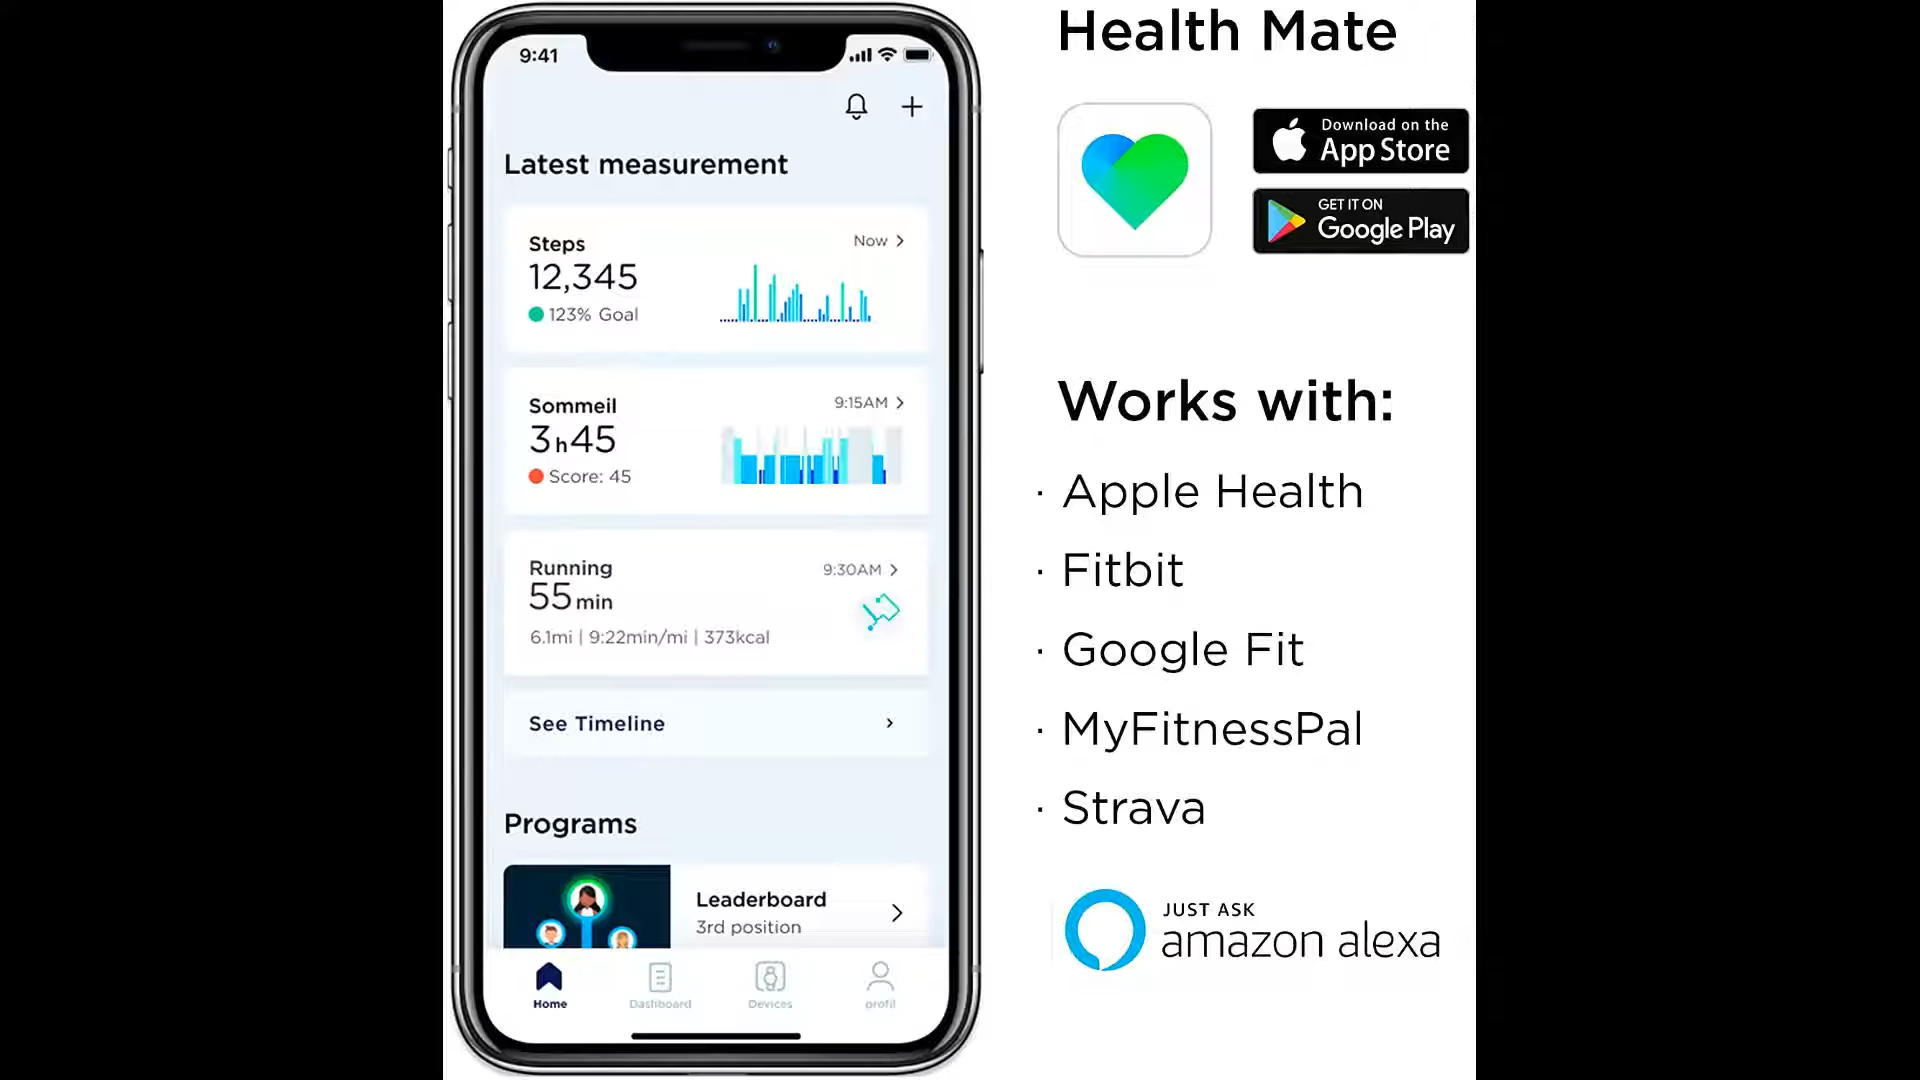 9:41
Latest measurement
Steps
Now
12,345
123% Goal
Sommeil
9:15AM
3h45
Score: 45
Running
9:30AM
55 min
6.1mi | 9:22min/mi | 373kcal
See Timeline
Programs
Leaderboard
3rd position
Home
Dashboard
Devices
profil
Health Mate
Download on the
App Store
GET IT ON
Google Play
Works with:
· Apple Health
· Fitbit
· Google Fit
· MyFitnessPal
· Strava
JUST ASK
amazon alexa